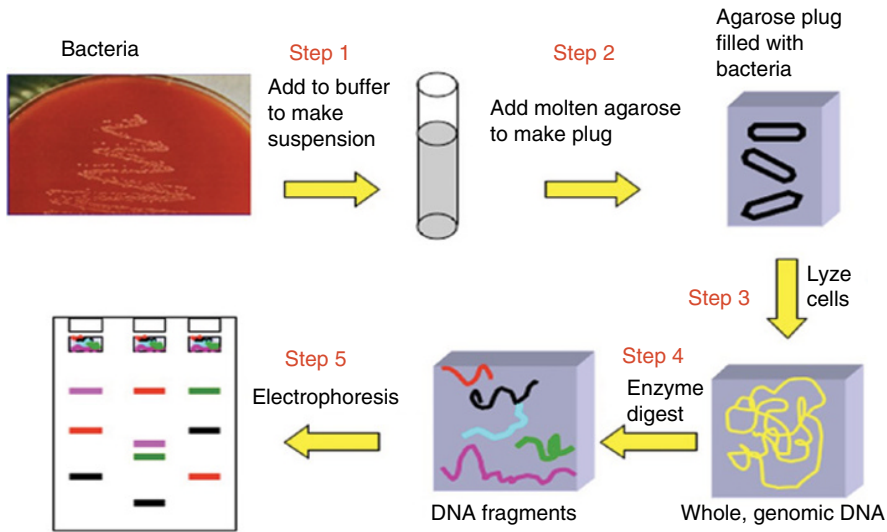 Bacteria
Step 1
Add to buffer
to make
suspension
Step 2
Add molten agarose
to make plug
Agarose plug
filled with
bacteria
Step 3
Lyze
cells
Step 4
Enzyme
digest
Whole, genomic DNA
DNA fragments
Step 5
Electrophoresis